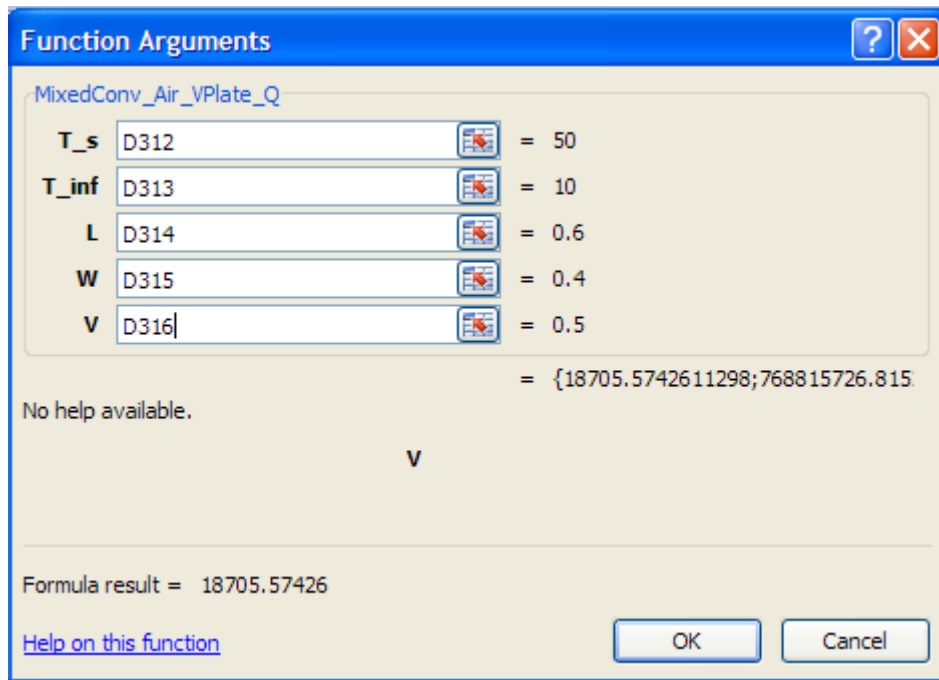 Function Arguments
MixedConv_Air_VPlate_Q
T_s D312 = 50
T_inf D313 = 10
L D314 = 0.6
W D315 = 0.4
V D316 = 0.5
= {18705.5742611298;768815726.815
No help available.
V
Formula result = 18705.57426
Help on this function OK Cancel